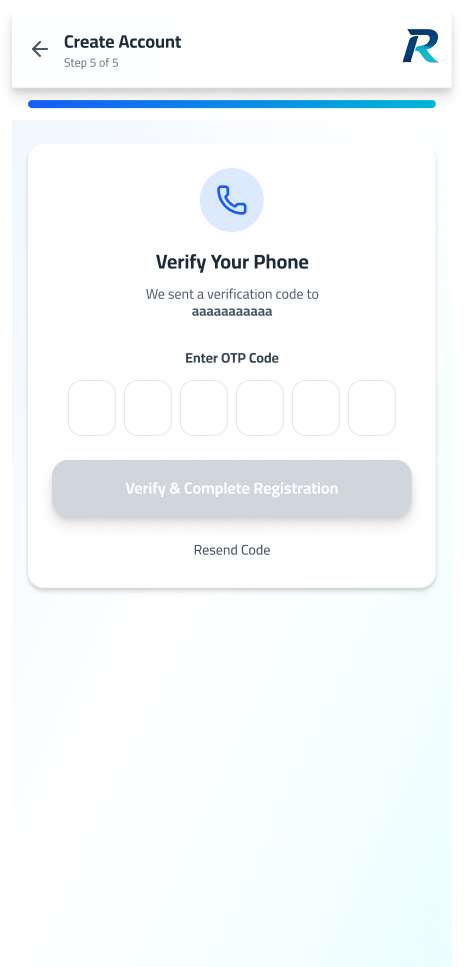 Create Account
Step 5 of 5
R
Verify Your Phone
We sent a verification code to
aaaaaaaaaaa
Enter OTP Code
Verify & Complete Registration
Resend Code